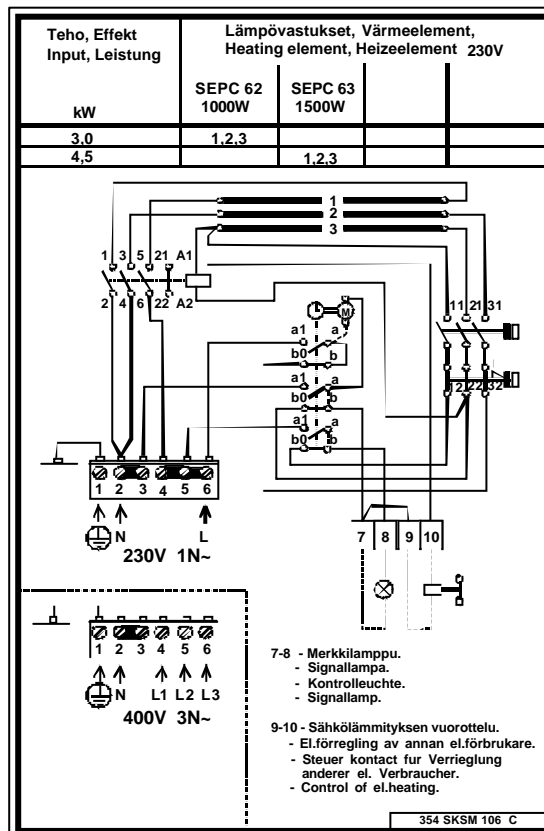 Teho, Effekt
Input, Leistung
kW
Lämpövastukset, Värmeelement,
Heating element, Heizeelement 230V
SEPC 62
1000W
SEPC 63
1500W
3,0 1,2,3
4,5 1,2,3
1
2
3
1 3 5 21 A1
2 4 6 22 A2
11 21 31
12 22 32
M
a1 a
b0 b
a1 a
b0 b
a1 a
b0 b
1 2 3 4 5 6
N L
230V 1N~
7 8 9 10
1 2 3 4 5 6
N L1 L2 L3
400V 3N~
7-8 - Merkkilamppu.
- Signallampa.
- Kontrolleuchte.
- Signallamp.
9-10 - Sähkölämmityksen vuorottelu.
- El.förregling av annan el.förbrukare.
- Steuer kontact fur Verrieglung
anderer el. Verbraucher.
- Control of el.heating.
354 SKSM 106 C